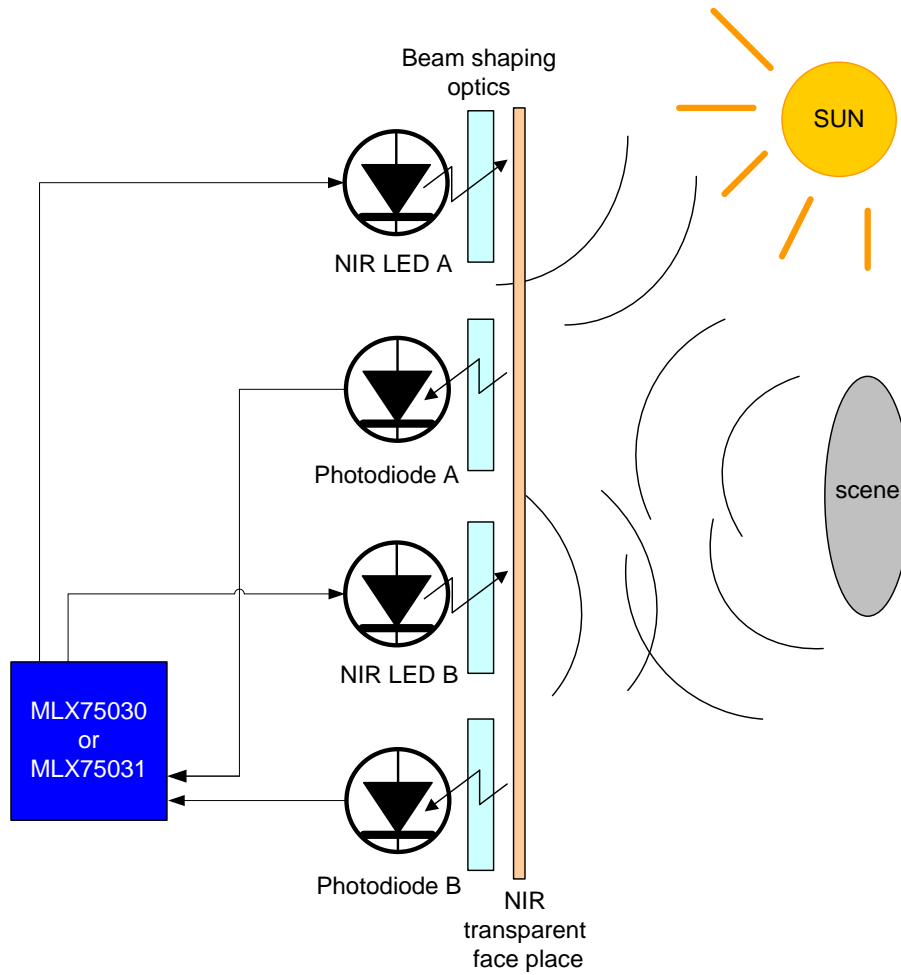 Beam shaping
optics
SUN
NIR LED A
Photodiode A
scene
NIR LED B
MLX75030
or
MLX75031
Photodiode B
NIR
transparent
face place